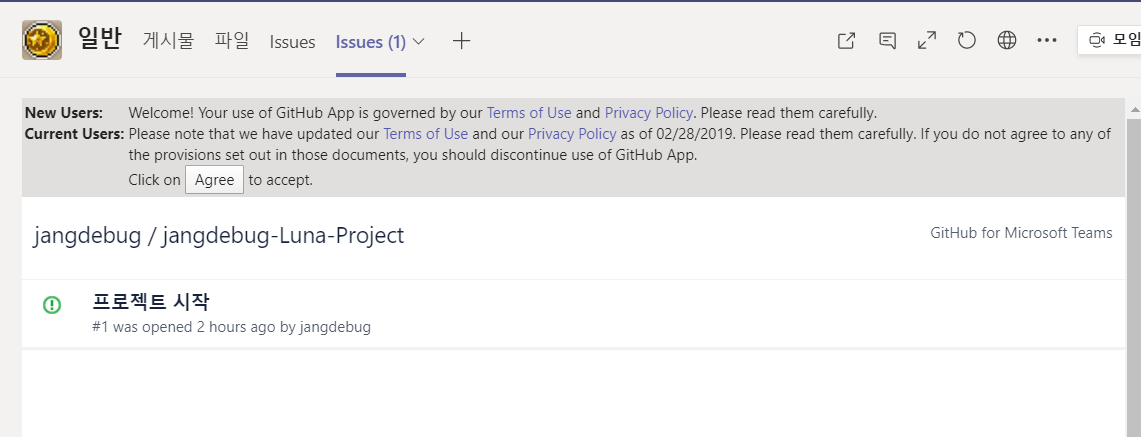 일반 게시물 파일 Issues Issues (1) 모임
New Users: Welcome! Your use of GitHub App is governed by our Terms of Use and Privacy Policy. Please read them carefully.
Current Users: Please note that we have updated our Terms of Use and our Privacy Policy as of 02/28/2019. Please read them carefully. If you do not agree to any of
the provisions set out in those documents, you should discontinue use of GitHub App.
Click on Agree to accept.
jangdebug / jangdebug-Luna-Project GitHub for Microsoft Teams
프로젝트 시작
#1 was opened 2 hours ago by jangdebug